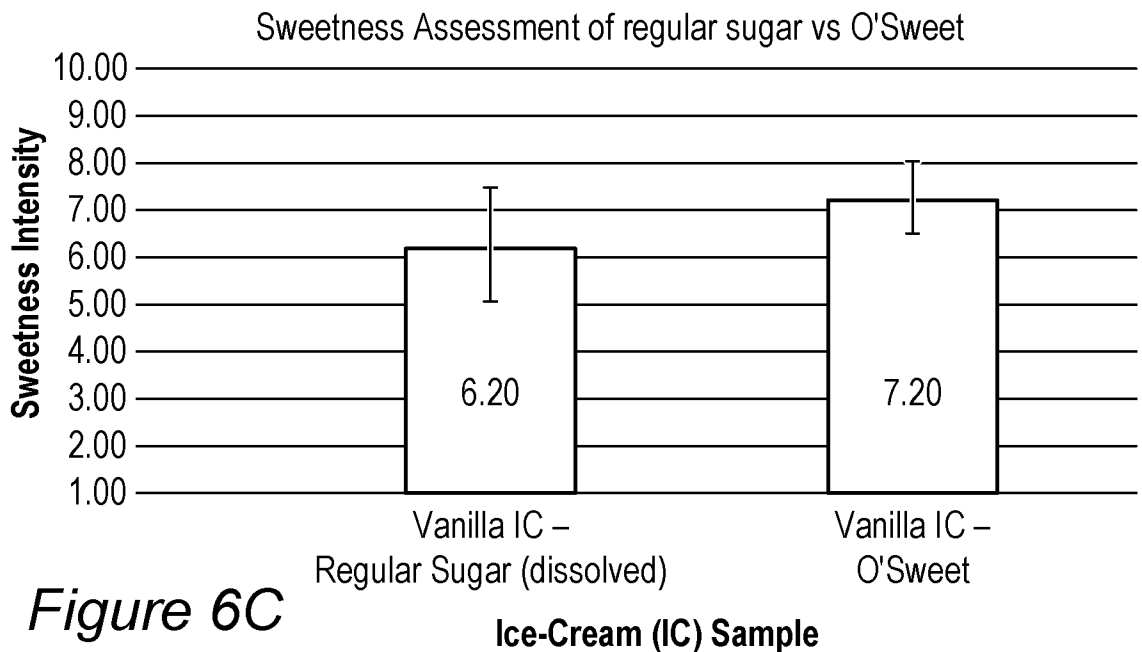 Sweetness Assessment of regular sugar vs O'Sweet
Sweetness Intensity
10.00
9.00
8.00
7.00
6.00
5.00
4.00
3.00
2.00
1.00
6.20
7.20
Vanilla IC –
Regular Sugar (dissolved)
Vanilla IC –
O'Sweet
Figure 6C
Ice-Cream (IC) Sample